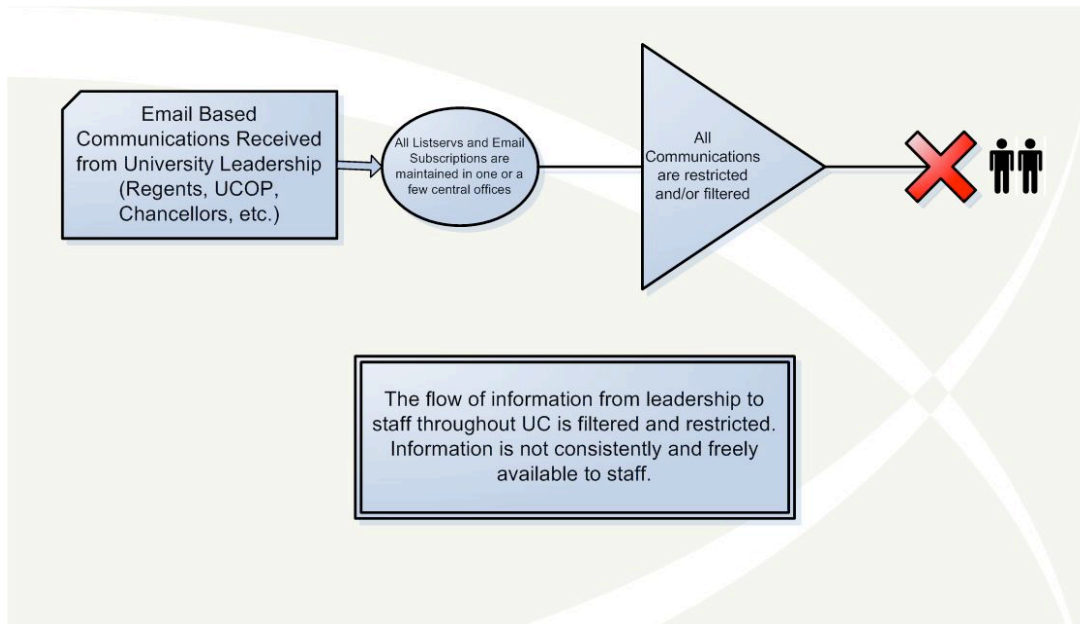 Email Based
Communications Received
from University Leadership
(Regents, UCOP,
Chancellors, etc.)
All Listservs and Email
Subscriptions are
maintained in one or a
few central offices
All
Communications
are restricted
and/or filtered
The flow of information from leadership to
staff throughout UC is filtered and restricted.
Information is not consistently and freely
available to staff.